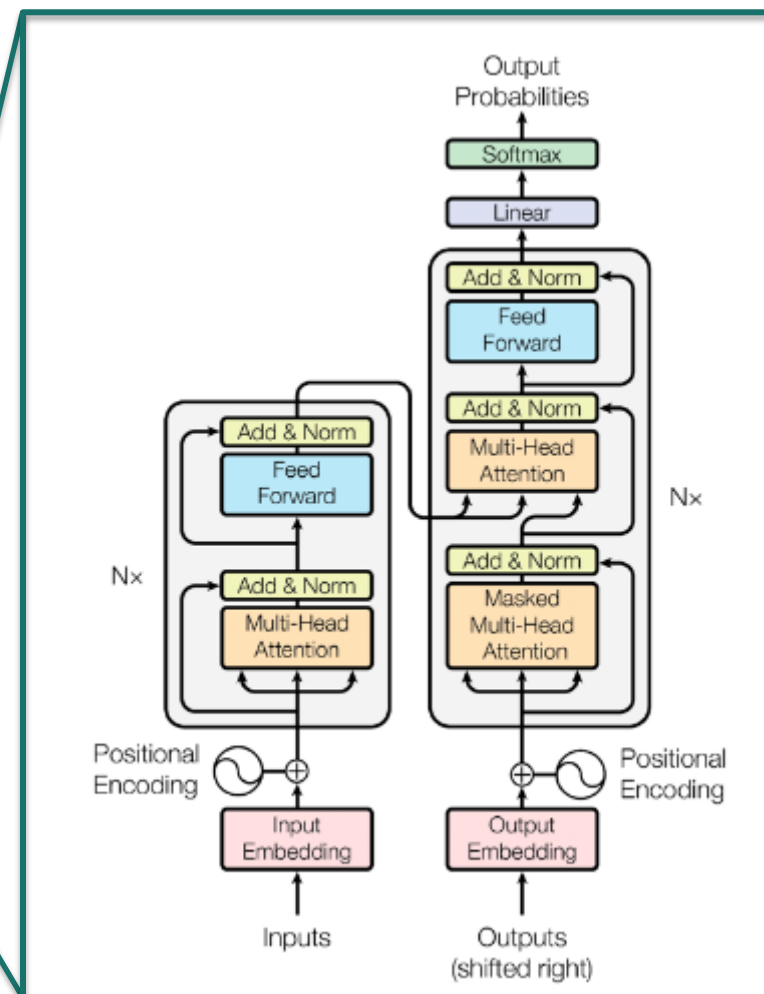 Output
Probabilities
Softmax
Linear
Add & Norm
Feed
Forward
Add & Norm
Multi-Head
Attention
Nx
Add & Norm
Masked
Multi-Head
Attention
Add & Norm
Feed
Forward
Nx
Add & Norm
Multi-Head
Attention
Positional
Encoding
Positional
Encoding
Input
Embedding
Output
Embedding
Inputs
Outputs
(shifted right)